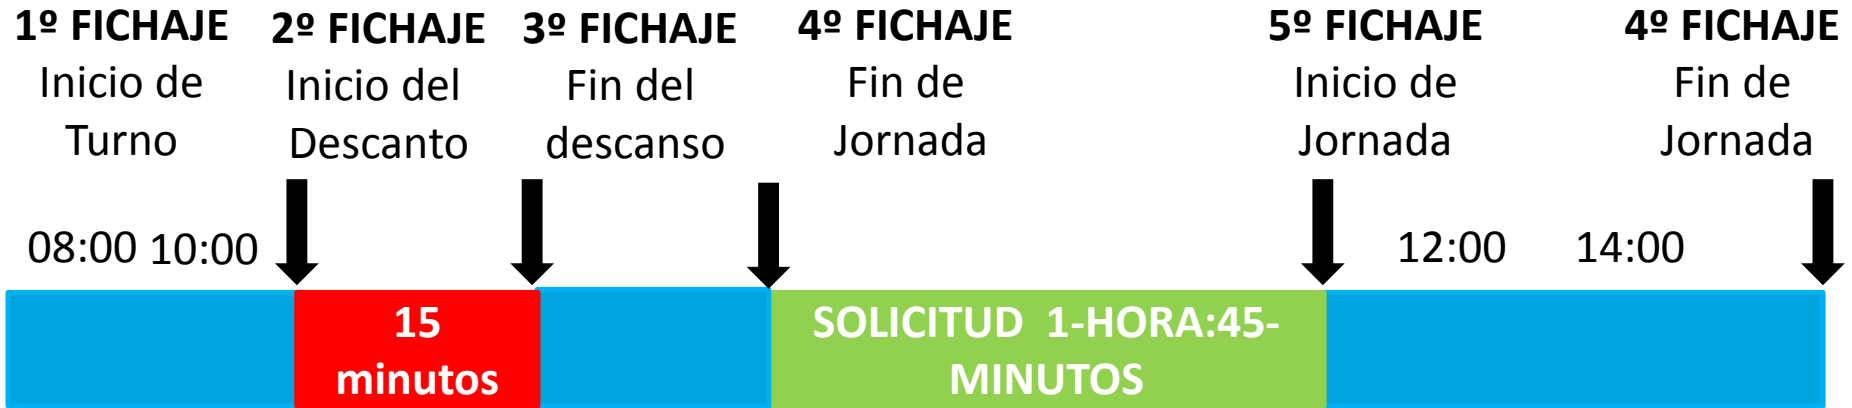 1º FICHAJE
Inicio de
Turno
2º FICHAJE
Inicio del
Descanto
3º FICHAJE
Fin del
descanso
4º FICHAJE
Fin de
Jornada
5º FICHAJE
Inicio de
Jornada
4º FICHAJE
Fin de
Jornada
08:00
10:00
12:00
14:00
15
minutos
SOLICITUD 1-HORA:45-
MINUTOS